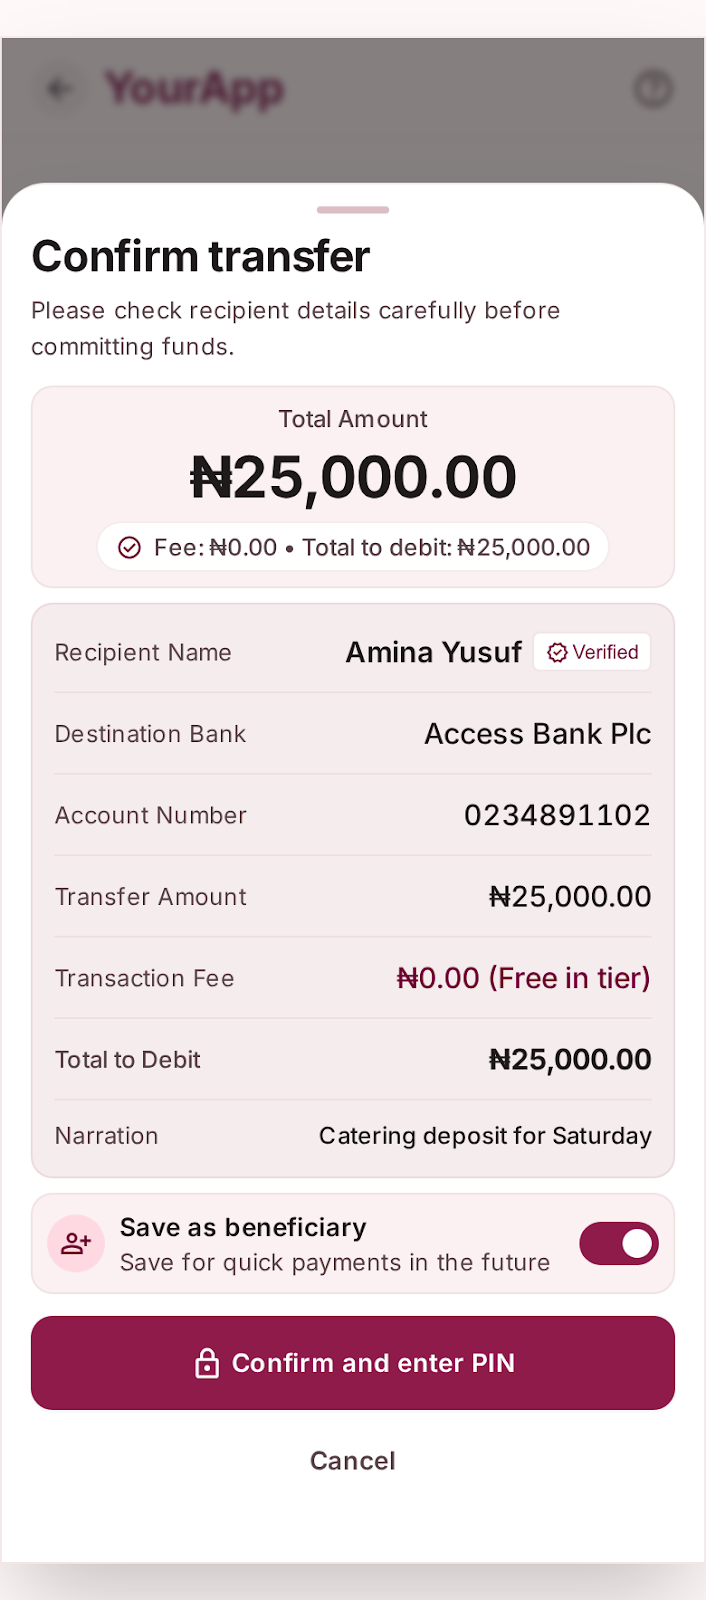 YourApp
Confirm transfer
Please check recipient details carefully before
committing funds.
Total Amount
₦25,000.00
Fee: ₦0.00 • Total to debit: ₦25,000.00
Recipient Name Amina Yusuf Verified
Destination Bank Access Bank Plc
Account Number 0234891102
Transfer Amount ₦25,000.00
Transaction Fee ₦0.00 (Free in tier)
Total to Debit ₦25,000.00
Narration Catering deposit for Saturday
Save as beneficiary
Save for quick payments in the future
Confirm and enter PIN
Cancel